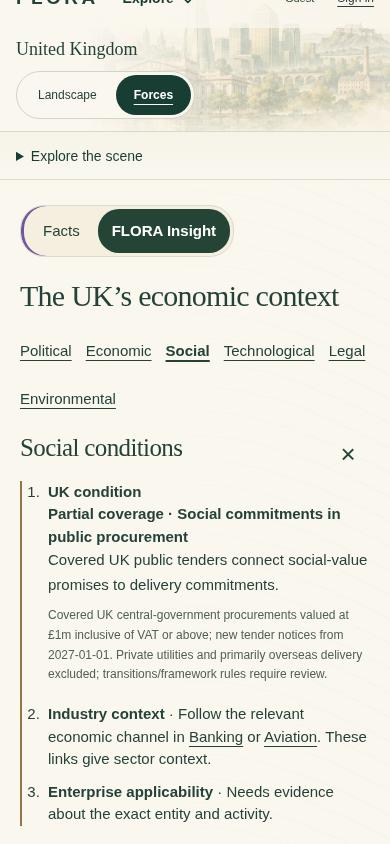 FLORA Explore Guest Sign in
United Kingdom
Landscape Forces
Explore the scene
Facts FLORA Insight
The UK’s economic context
Political Economic Social Technological Legal
Environmental
Social conditions
1. UK condition
Partial coverage · Social commitments in
public procurement
Covered UK public tenders connect social-value
promises to delivery commitments.
Covered UK central-government procurements valued at
£1m inclusive of VAT or above; new tender notices from
2027-01-01. Private utilities and primarily overseas delivery
excluded; transitions/framework rules require review.
2. Industry context · Follow the relevant
economic channel in Banking or Aviation. These
links give sector context.
3. Enterprise applicability · Needs evidence
about the exact entity and activity.